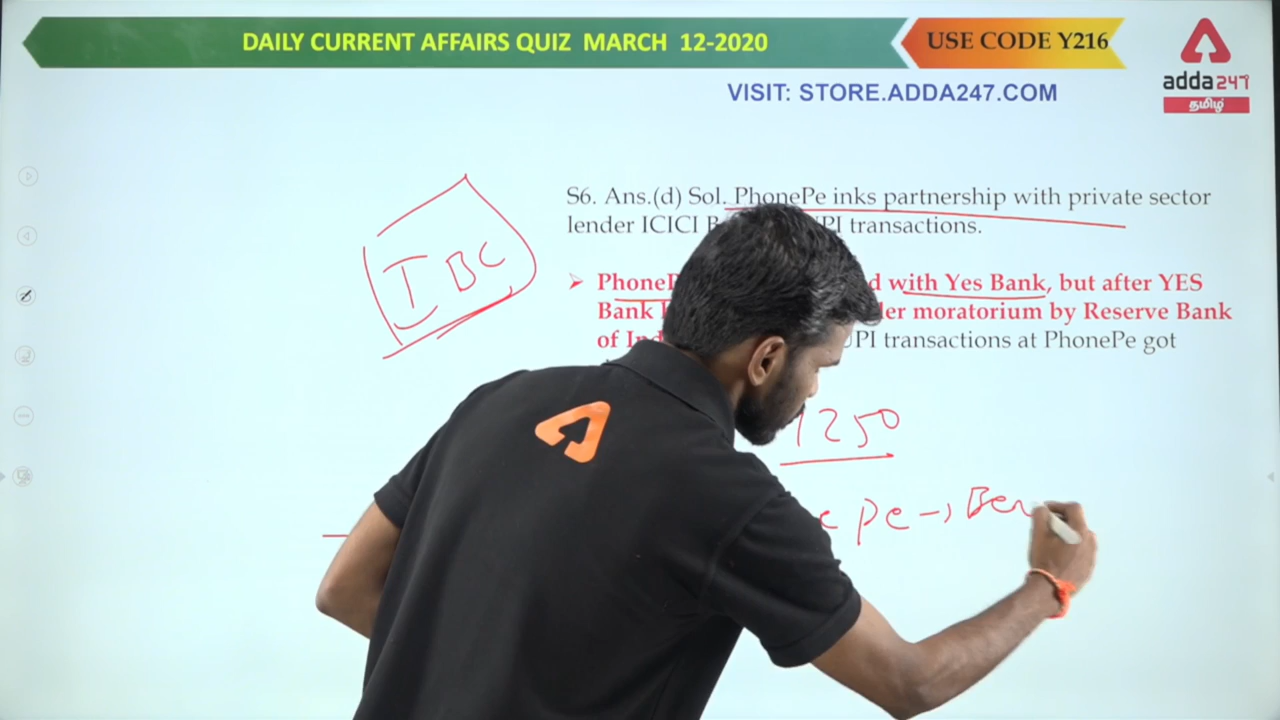 DAILY CURRENT AFFAIRS QUIZ MARCH 12-2020
USE CODE Y216
adda247
தமிழ்
VISIT: STORE.ADDA247.COM
S6. Ans.(d) Sol. PhonePe inks partnership with private sector
lender ICICI UPI transactions.
with Yes Bank, but after YES
Bank moratorium by Reserve Bank
of UPI transactions at PhonePe got
IBC
1250
Pe → Ben